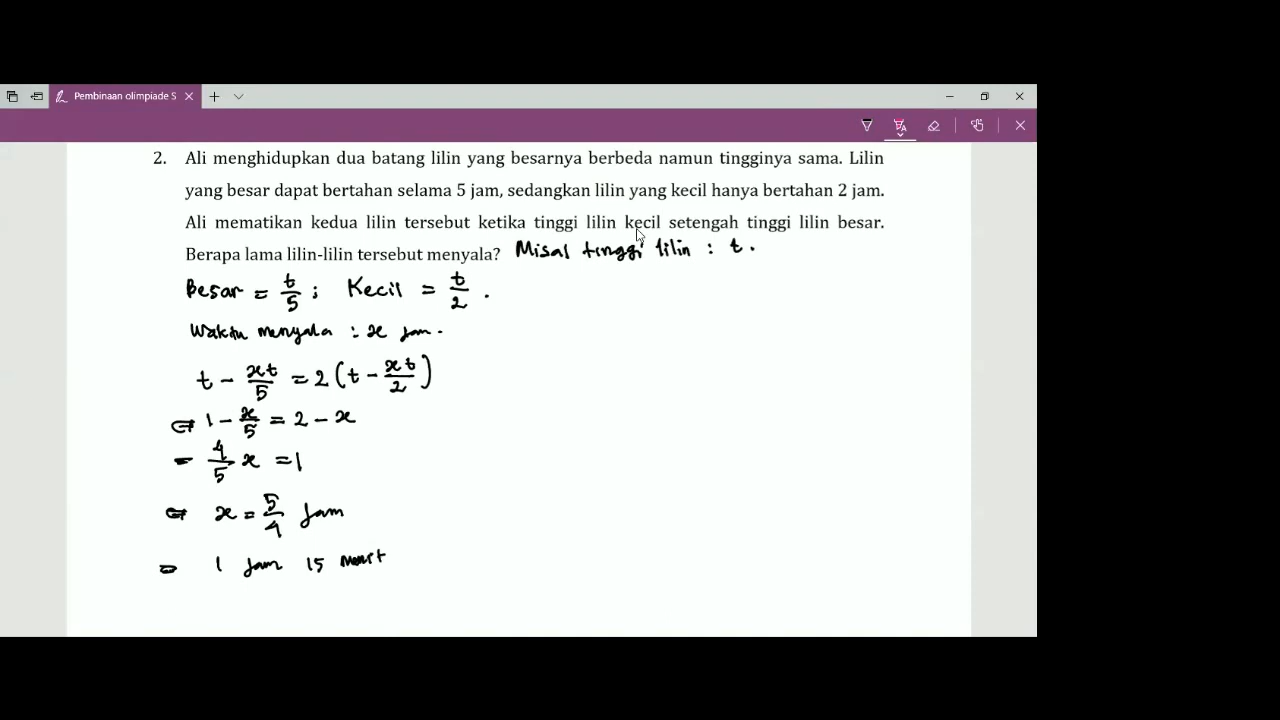 Pembinaan olimpiade S
2. Ali menghidupkan dua batang lilin yang besarnya berbeda namun tingginya sama. Lilin
yang besar dapat bertahan selama 5 jam, sedangkan lilin yang kecil hanya bertahan 2 jam.
Ali mematikan kedua lilin tersebut ketika tinggi lilin kecil setengah tinggi lilin besar.
Berapa lama lilin-lilin tersebut menyala? Misal tinggi lilin : t.
Besar = t/5 ; Kecil = t/2 .
Waktu menyala : x jam.
t - xt/5 = 2 (t - xt/2)
⇔ 1 - x/5 = 2 - x
= 4/5 x = 1
⇔ x = 5/4 jam
= 1 jam 15 menit